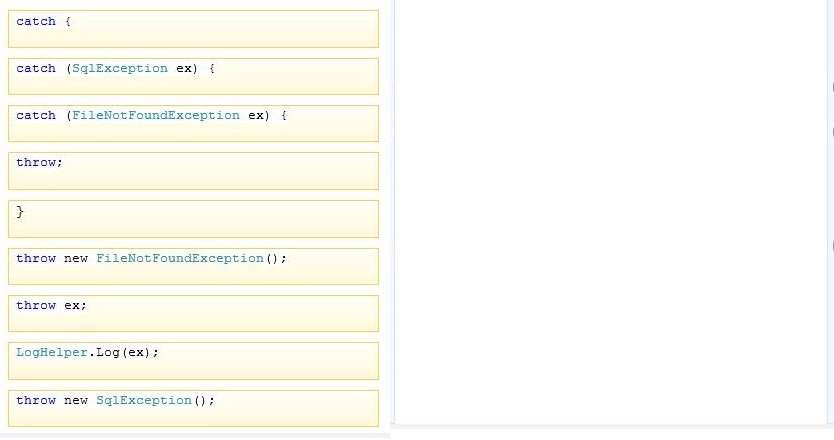 catch {
catch (SqlException ex) {
catch (FileNotFoundException ex) {
throw;
}
throw new FileNotFoundException();
throw ex;
LogHelper.Log(ex);
throw new SqlException();